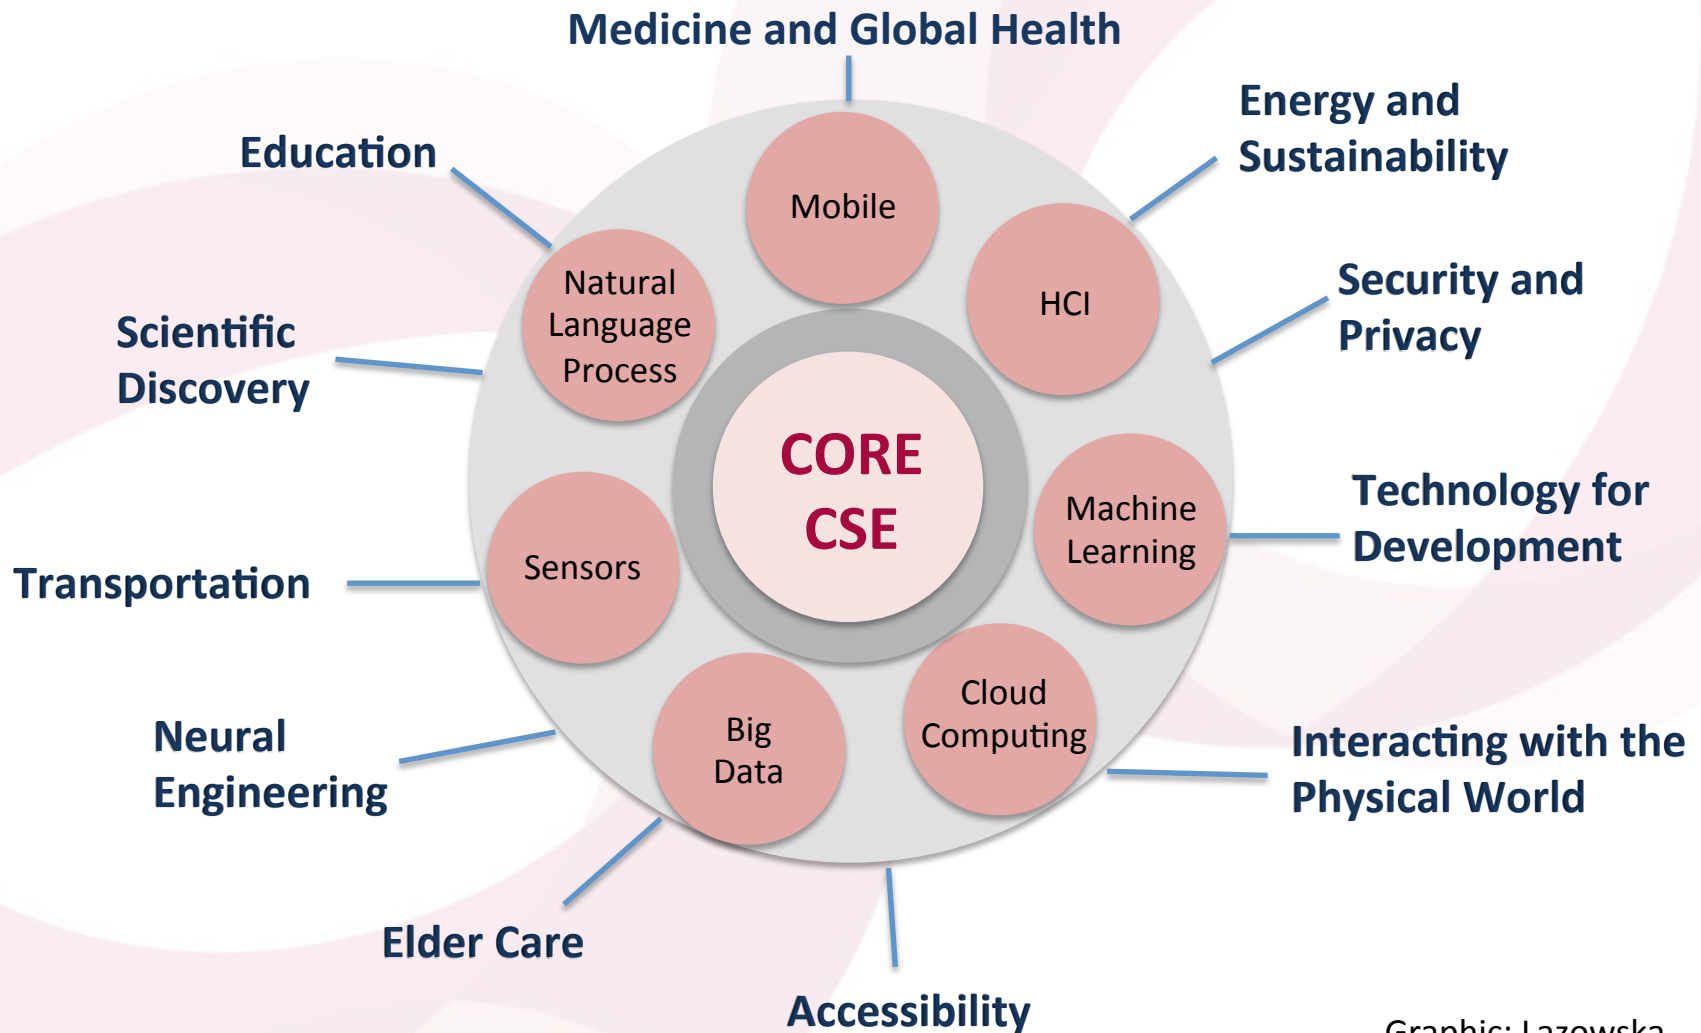 Medicine and Global Health
Energy and
Sustainability
Education
Mobile
Security and
Privacy
HCI
Natural
Language
Process
Scientific
Discovery
CORE
CSE
Machine
Learning
Technology for
Development
Sensors
Transportation
Cloud
Computing
Big
Data
Neural
Engineering
Interacting with the
Physical World
Elder Care
Accessibility
Graphic: Lazowska